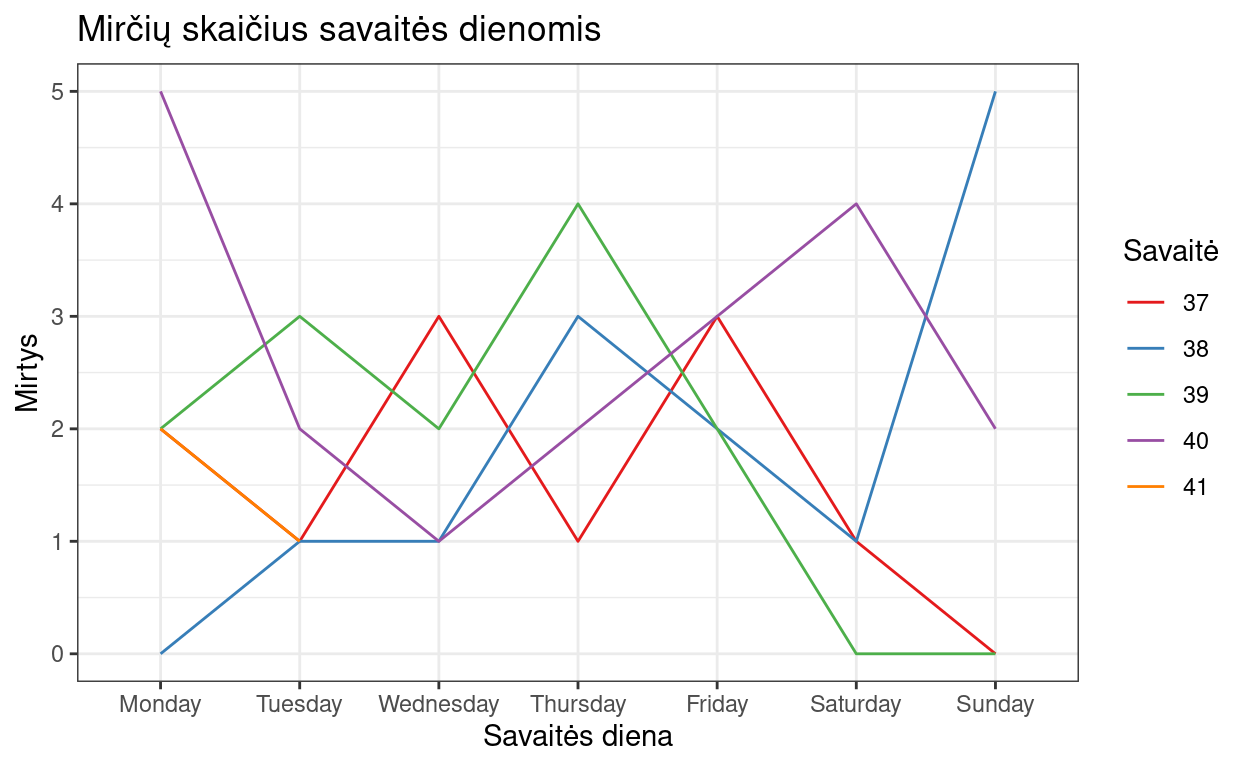 Mirčių skaičius savaitės dienomis
5
4
3
2
1
0
Mirtys
Monday Tuesday Wednesday Thursday Friday Saturday Sunday
Savaitės diena
Savaitė
37
38
39
40
41